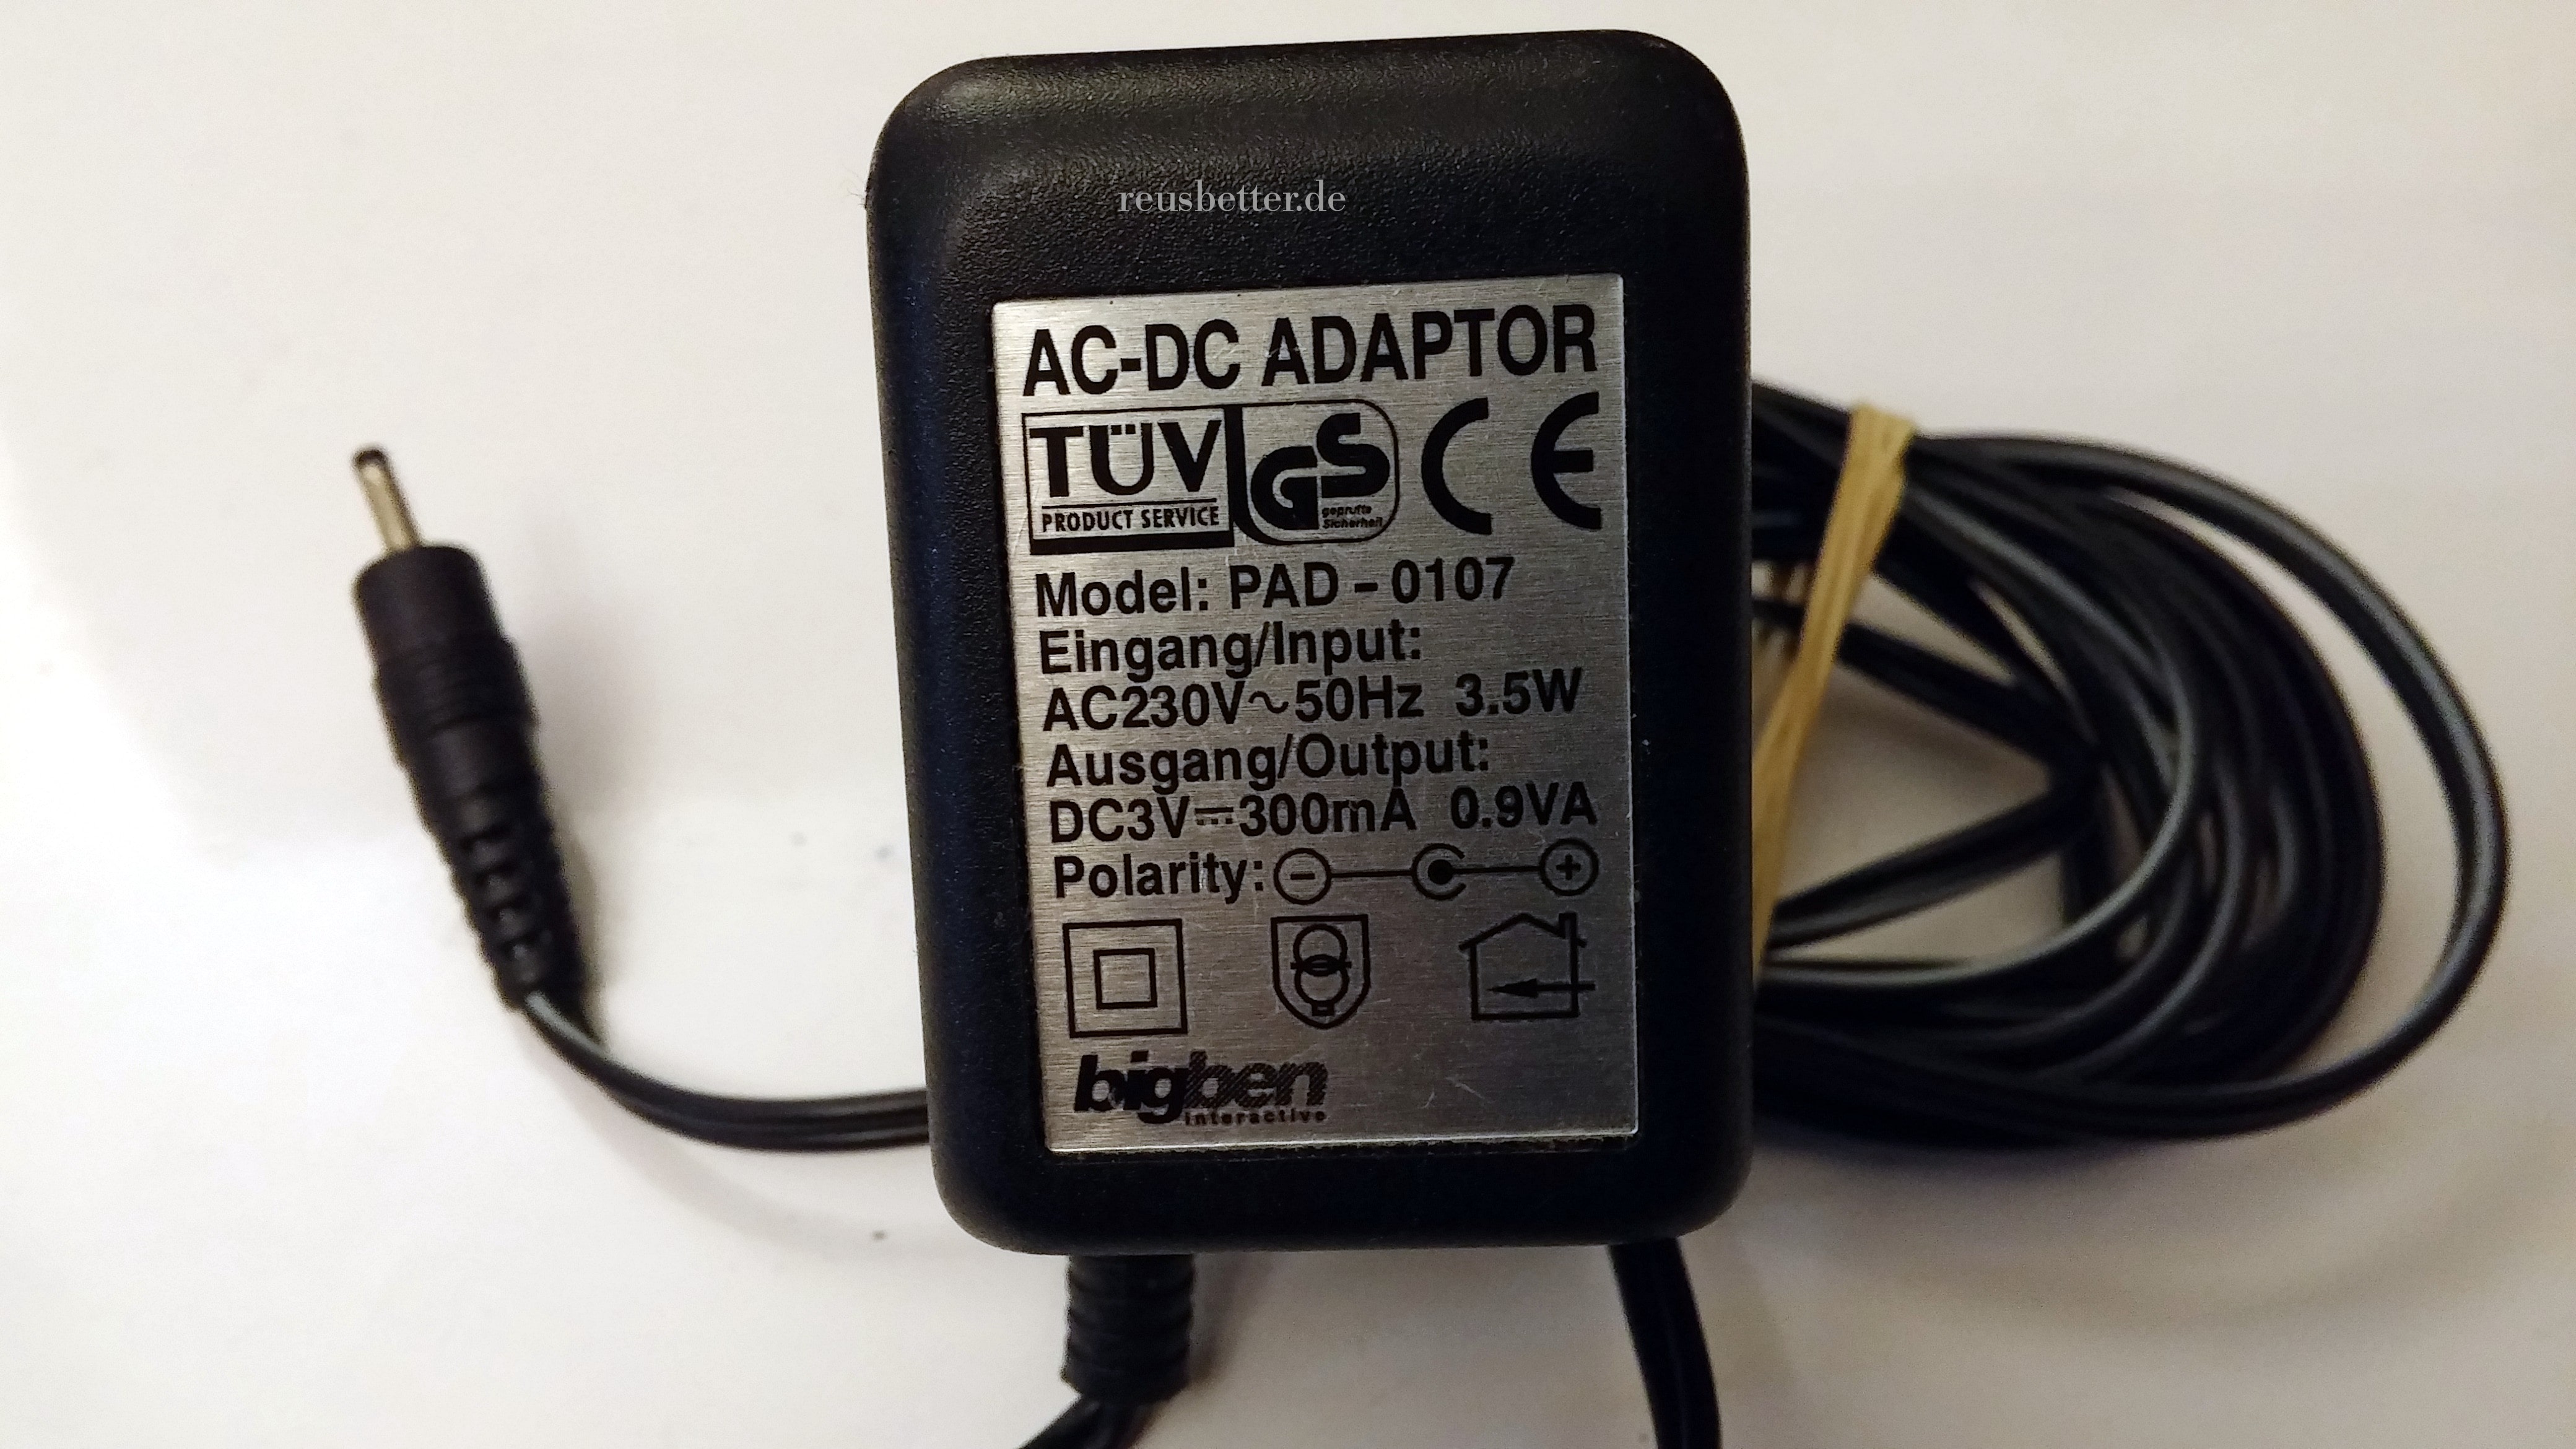 reusbetter.de
AC-DC ADAPTOR
TÜV
PRODUCT SERVICE
GS
geprüfte
Sicherheit
CE
Model: PAD-0107
Eingang/Input:
AC230V~50Hz 3.5W
Ausgang/Output:
DC3V⎓300mA 0.9VA
Polarity: - +
bigben
interactive